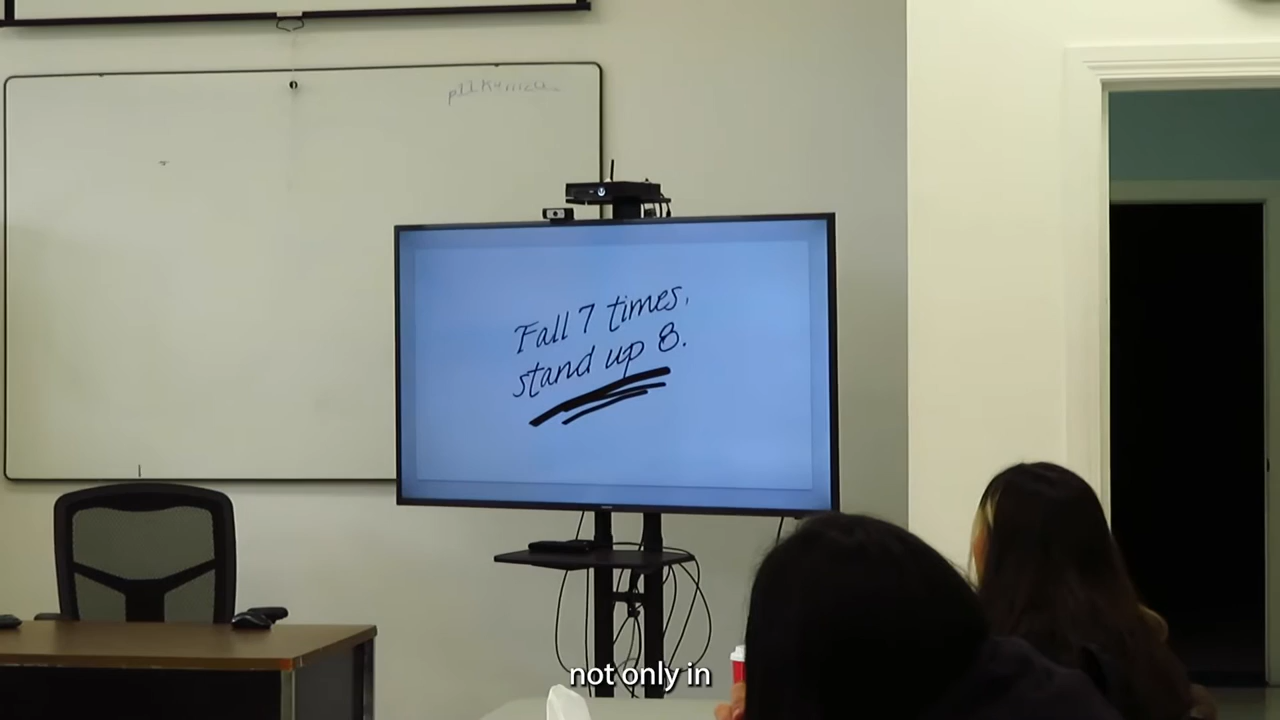 Fall 7 times,
stand up 8.
not only in